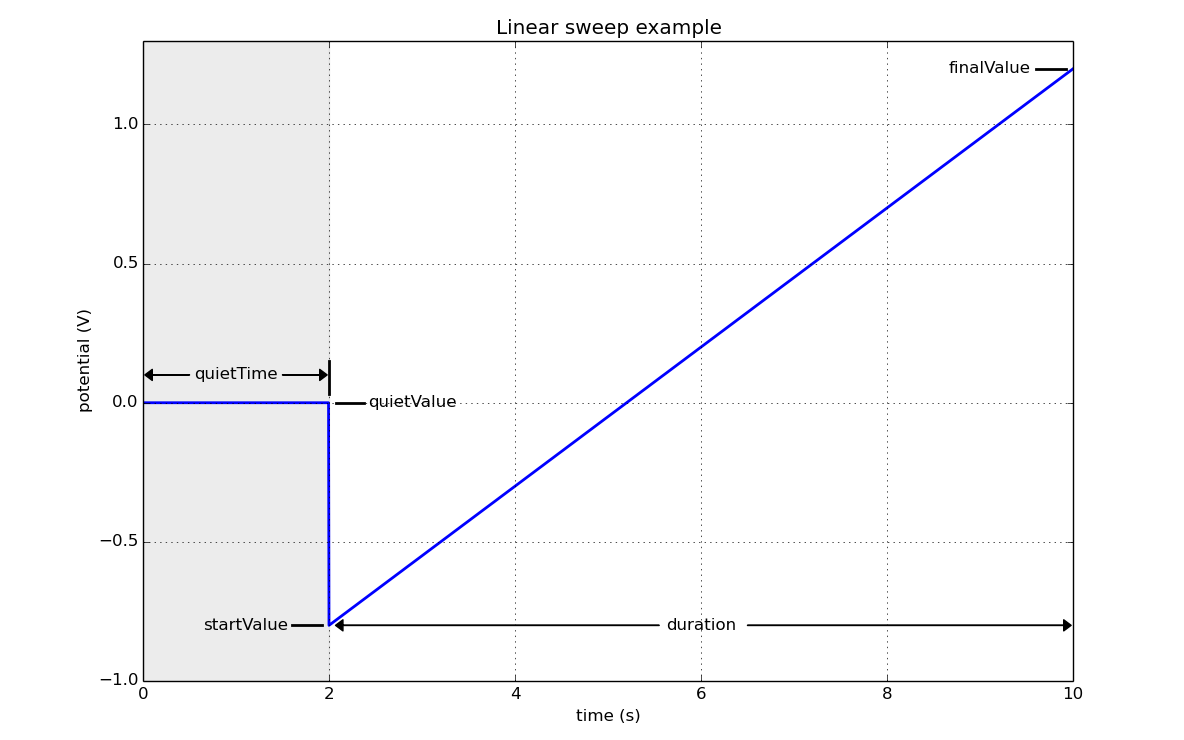 Linear sweep example
finalValue
1.0
0.5
potential (V)
quietTime
0.0
quietValue
−0.5
startValue
duration
−1.0
0 2 4 6 8 10
time (s)